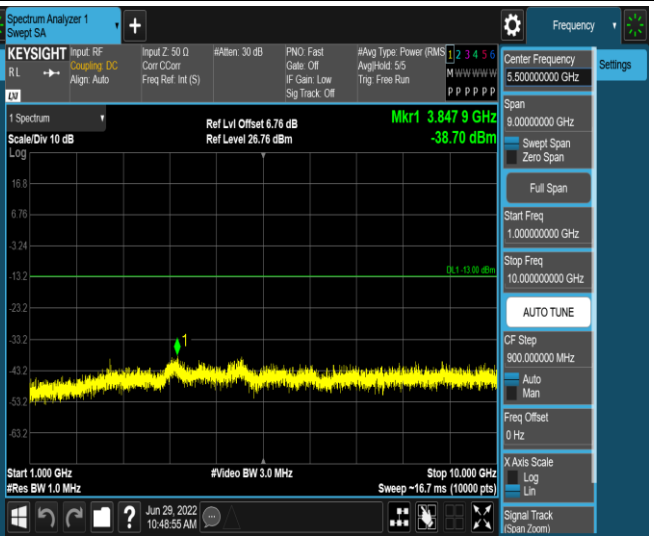 Spectrum Analyzer 1
Swept SA
+
Frequency
KEYSIGHT
R L
LXI
Input: RF
Coupling: DC
Align: Auto
Input Z: 50 Ω
Corr CCorr
Freq Ref: Int (S)
#Atten: 30 dB
PNO: Fast
Gate: Off
IF Gain: Low
Sig Track: Off
#Avg Type: Power (RMS
Avg|Hold: 5/5
Trig: Free Run
1 2 3 4 5 6
M W W W W W
P P P P P P
1 Spectrum
Scale/Div 10 dB
Log
Ref Lvl Offset 6.76 dB
Ref Level 26.76 dBm
Mkr1 3.847 9 GHz
-38.70 dBm
16.8
6.76
-3.24
-13.2
DL1 -13.00 dBm
-23.2
-33.2
1
-43.2
-53.2
-63.2
Start 1.000 GHz
#Res BW 1.0 MHz
#Video BW 3.0 MHz
Stop 10.000 GHz
Sweep ~16.7 ms (10000 pts)
?
Jun 29, 2022
10:48:55 AM
Center Frequency
5.500000000 GHz
Settings
Span
9.00000000 GHz
Swept Span
Zero Span
Full Span
Start Freq
1.000000000 GHz
Stop Freq
10.000000000 GHz
AUTO TUNE
CF Step
900.000000 MHz
Auto
Man
Freq Offset
0 Hz
X Axis Scale
Log
Lin
Signal Track
(Span Zoom)